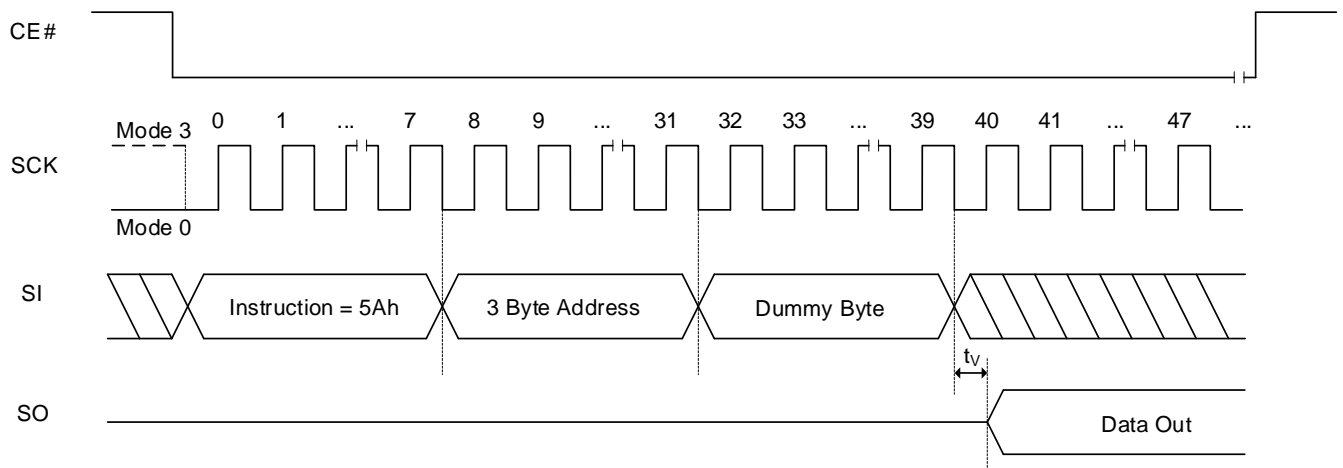 CE#
0 1 ... 7 8 9 ... 31 32 33 ... 39 40 41 ... 47 ...
Mode 3
SCK
Mode 0
SI
Instruction = 5Ah
3 Byte Address
Dummy Byte
tV
SO
Data Out